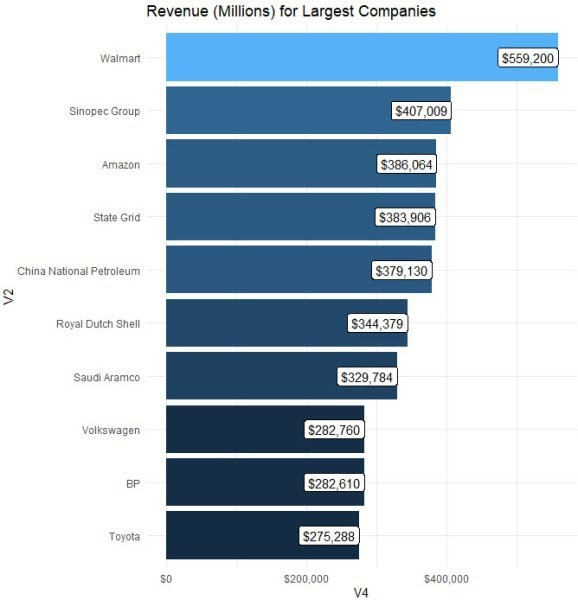 Revenue (Millions) for Largest Companies
Walmart $559,200
Sinopec Group $407,009
Amazon $386,064
State Grid $383,906
China National Petroleum $379,130
V2
Royal Dutch Shell $344,379
Saudi Aramco $329,784
Volkswagen $282,760
BP $282,610
Toyota $275,288
$0 $200,000 $400,000
V4